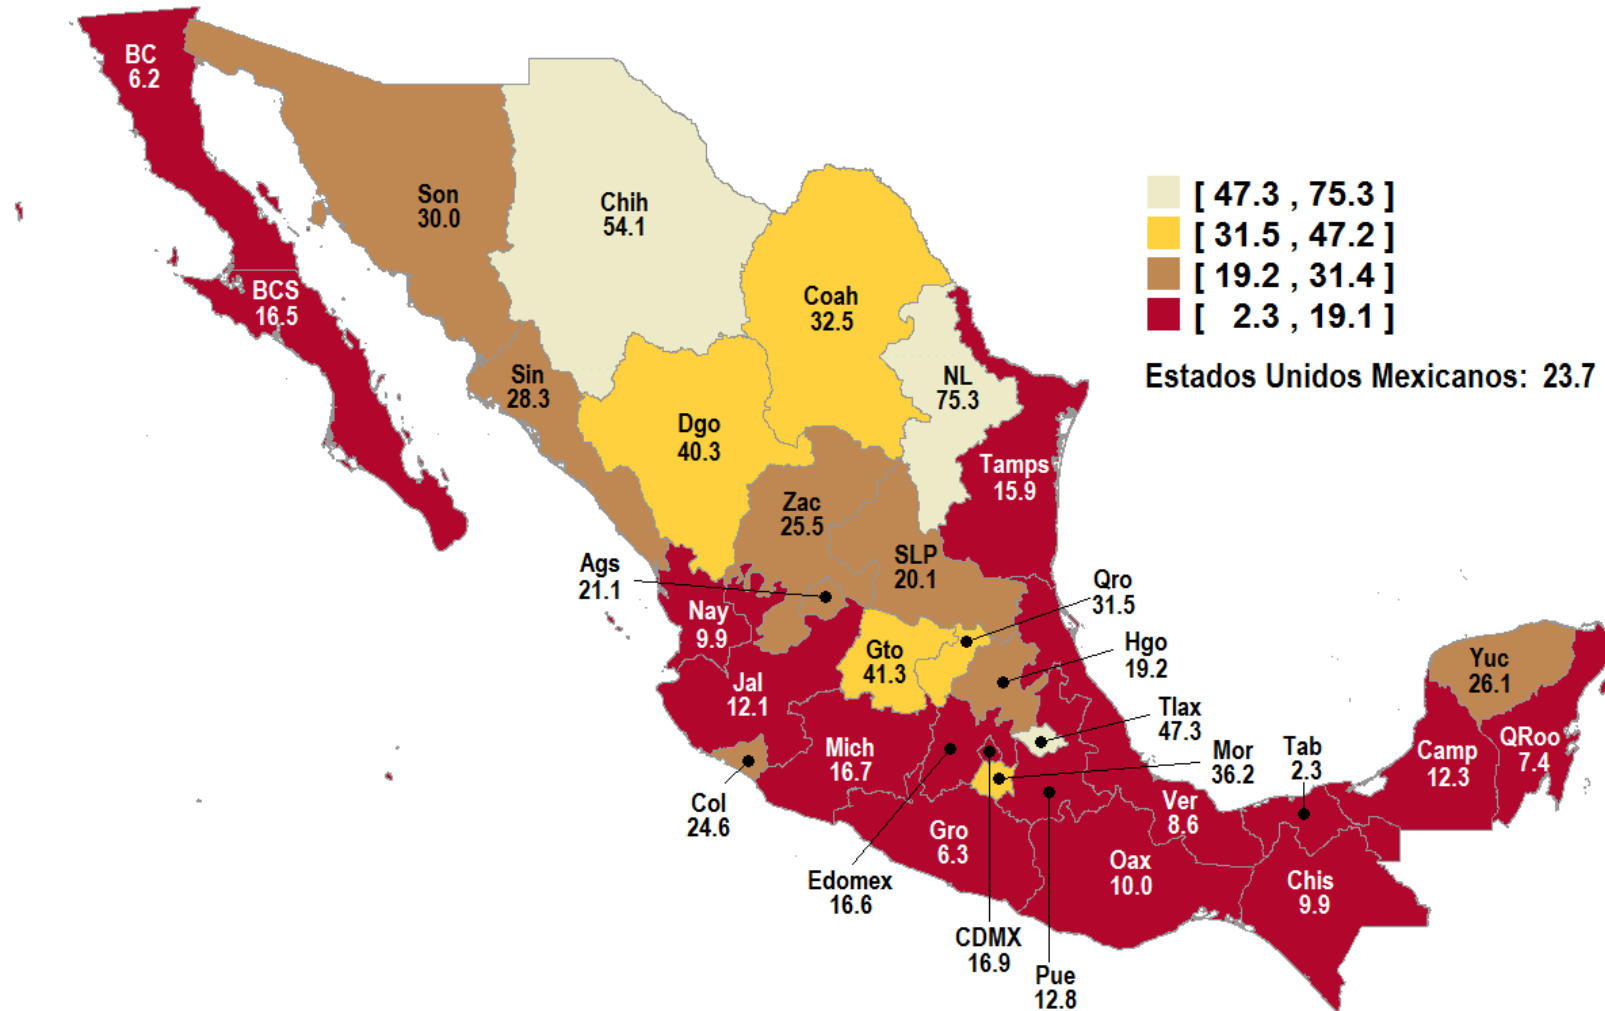 BC
6.2
Son
30.0
Chih
54.1
[ 47.3 , 75.3 ]
[ 31.5 , 47.2 ]
[ 19.2 , 31.4 ]
[ 2.3 , 19.1 ]
Estados Unidos Mexicanos: 23.7
BCS
16.5
Coah
32.5
Sin
28.3
NL
75.3
Dgo
40.3
Tamps
15.9
Zac
25.5
SLP
20.1
Ags
21.1
Qro
31.5
Nay
9.9
Gto
41.3
Hgo
19.2
Yuc
26.1
Jal
12.1
Tlax
47.3
Mich
16.7
Mor
36.2
Tab
2.3
Camp
12.3
QRoo
7.4
Col
24.6
Ver
8.6
Gro
6.3
Oax
10.0
Chis
9.9
Edomex
16.6
CDMX
16.9
Pue
12.8